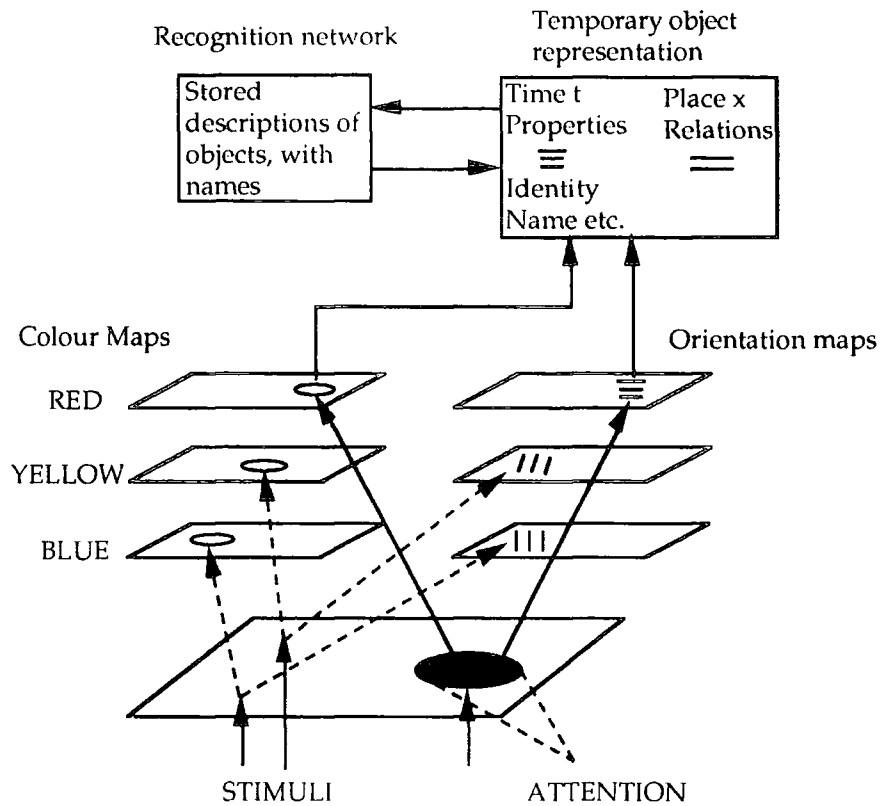 Recognition network
Temporary object
representation
Stored
descriptions of
objects, with
names
Time t
Properties
Place x
Relations
Identity
Name etc.
Colour Maps
Orientation maps
RED
YELLOW
BLUE
STIMULI
ATTENTION